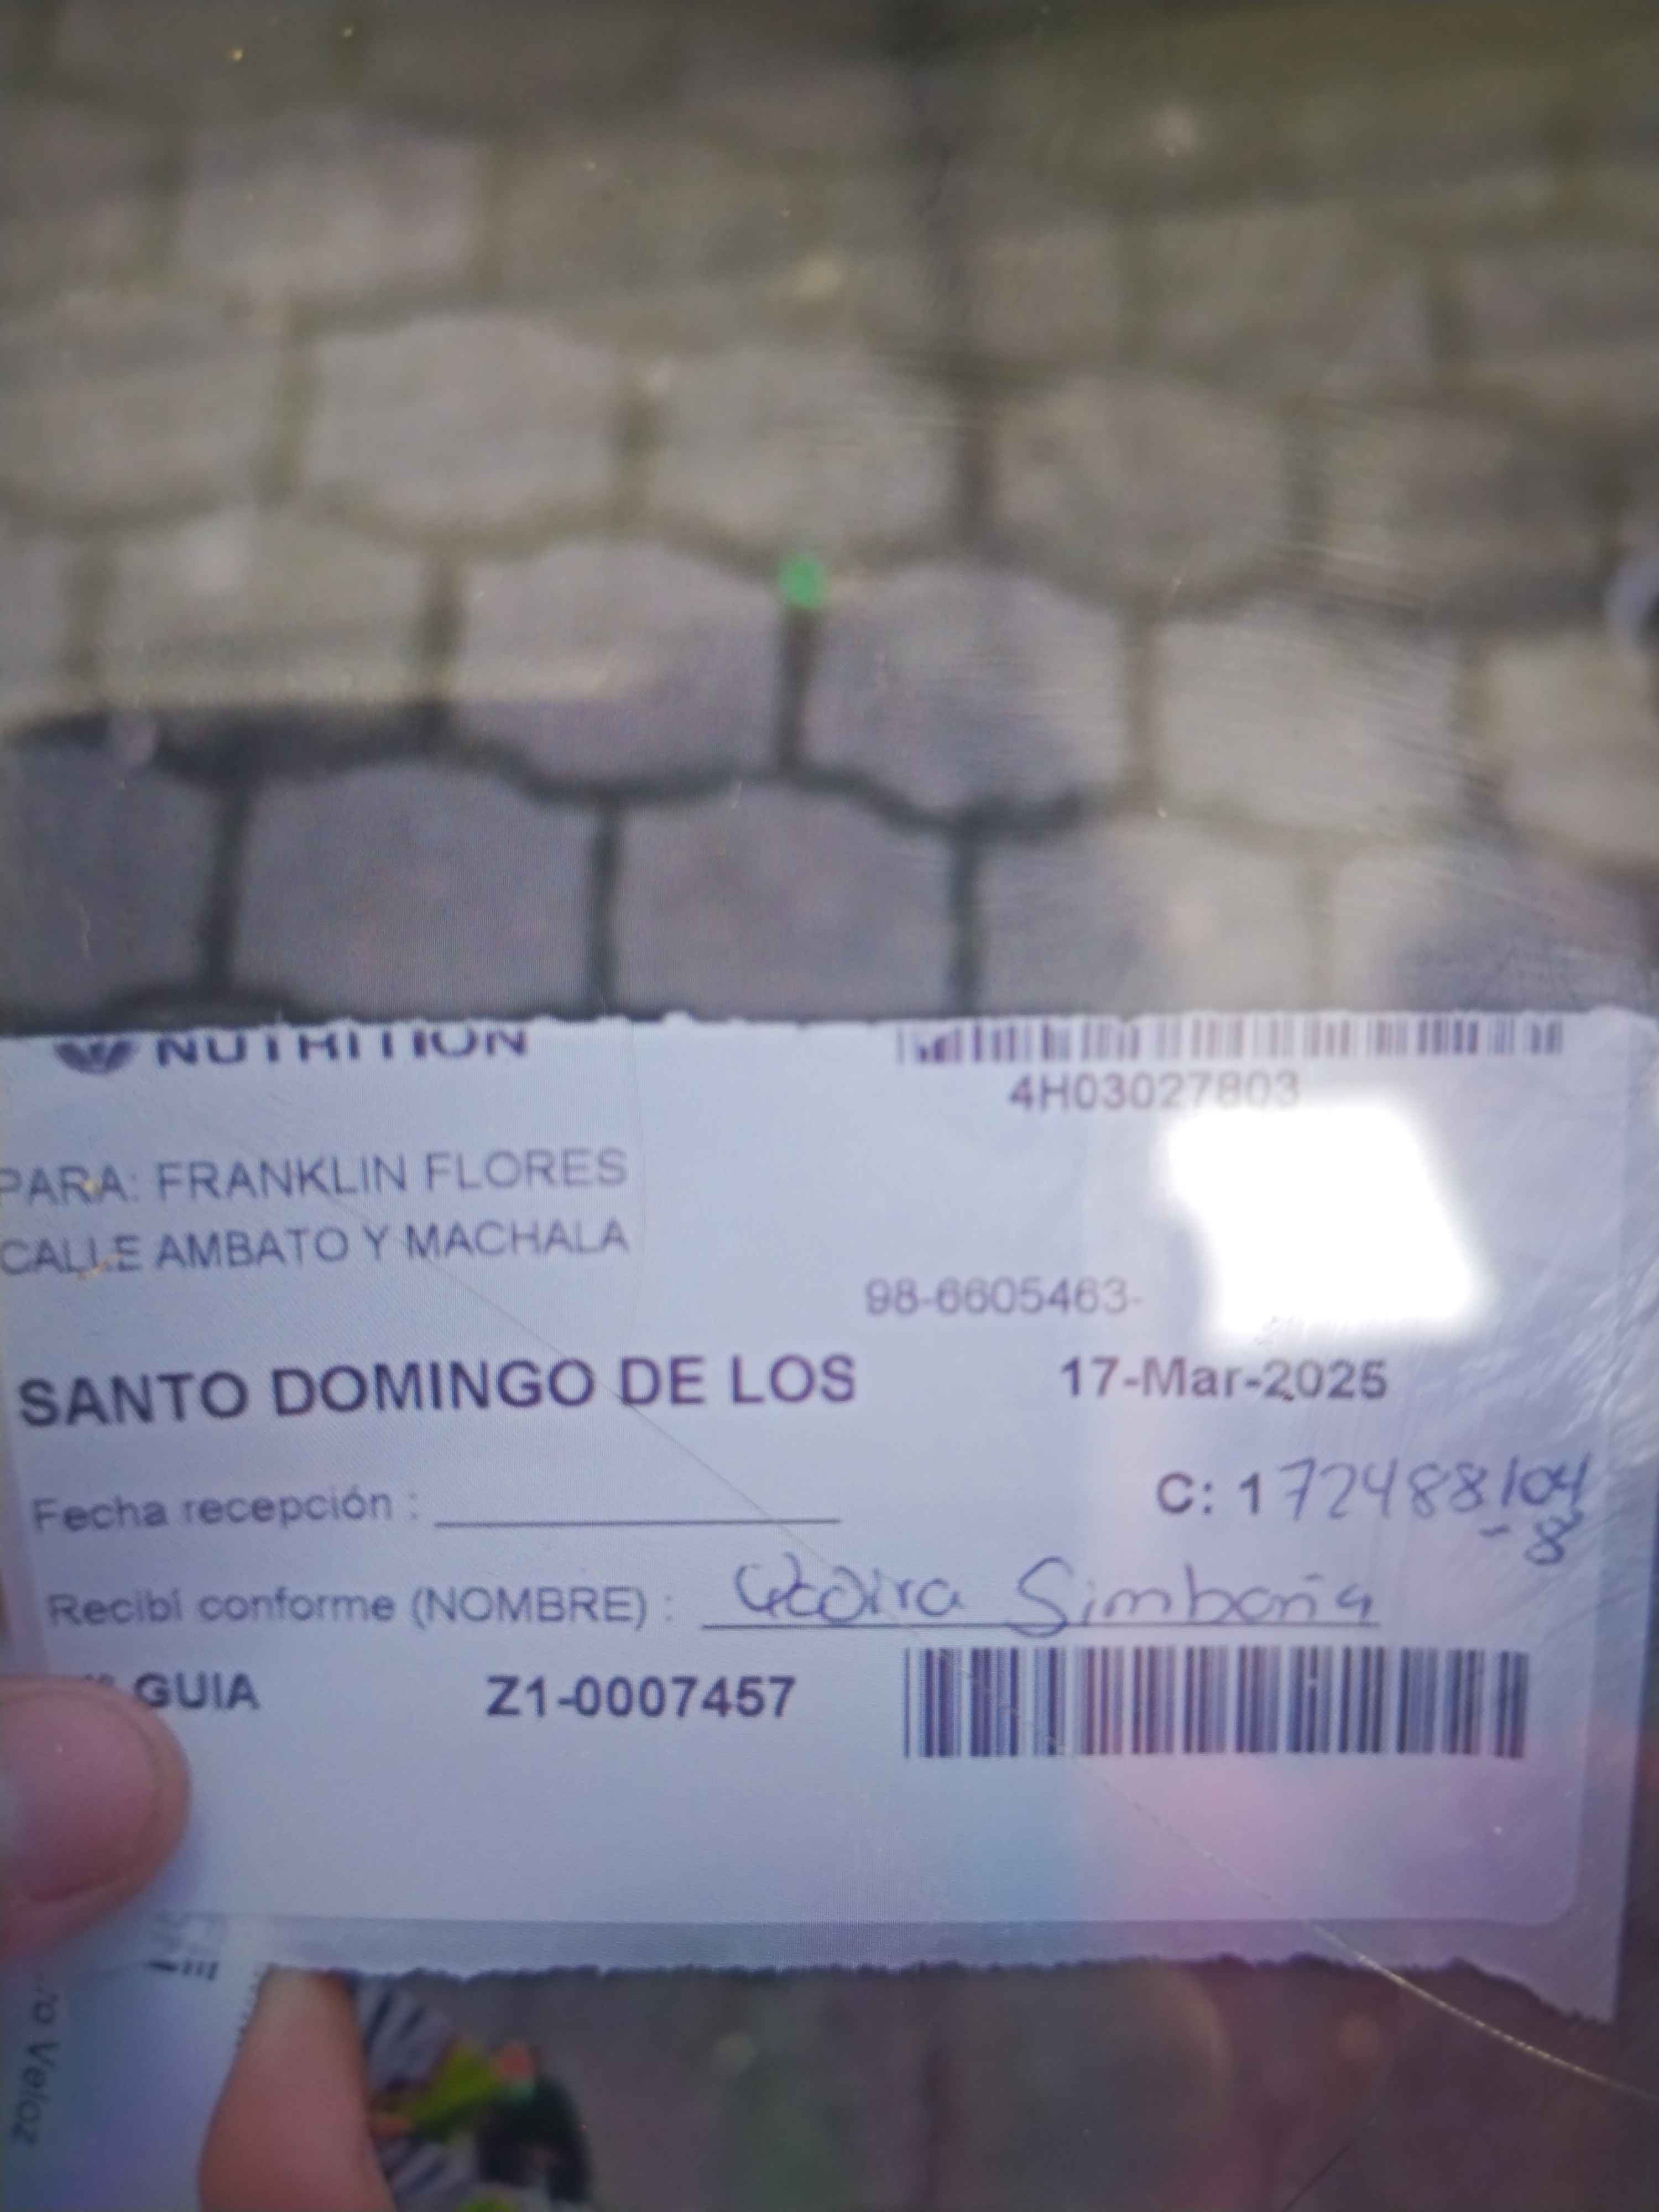 NUTRITION
4H03027803
PARA: FRANKLIN FLORES
CALLE AMBATO Y MACHALA
98-6605463-
SANTO DOMINGO DE LOS
17-Mar-2025
Fecha recepción :
C: 172488104
-8
Recibí conforme (NOMBRE) : Simbaña
GUIA Z1-0007457
Veloz